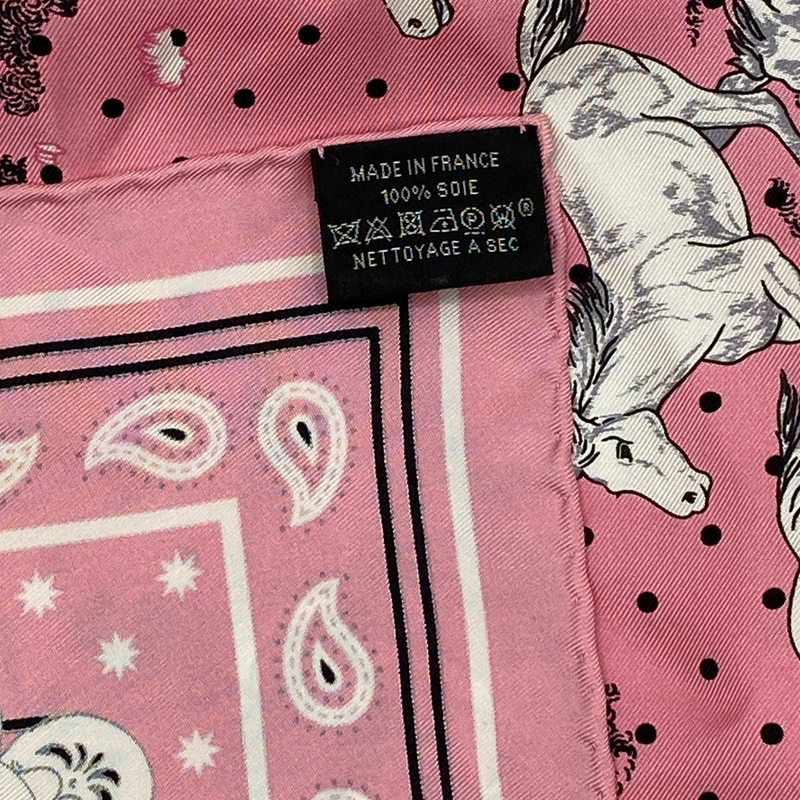 MADE IN FRANCE
100% SOIE
®
NETTOYAGE A SEC